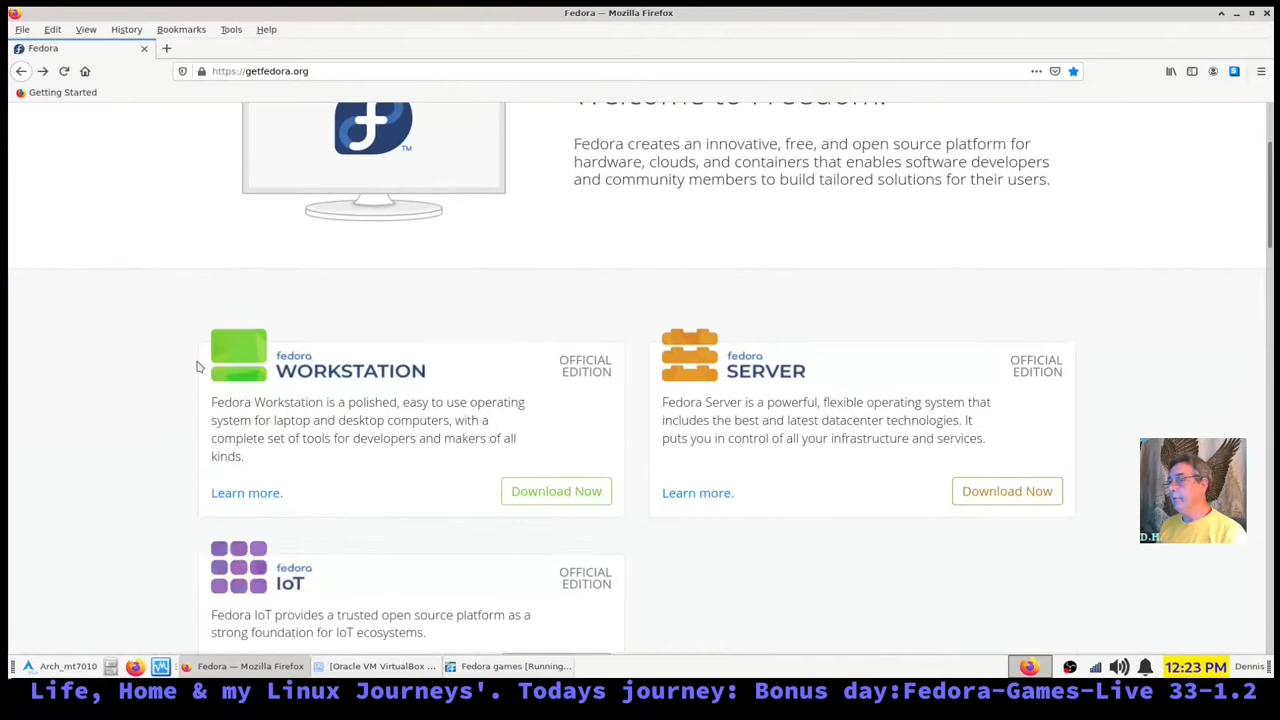 Fedora — Mozilla Firefox
File Edit View History Bookmarks Tools Help
Fedora
https://getfedora.org
Getting Started
Welcome to Freedom.
TM
Fedora creates an innovative, free, and open source platform for
hardware, clouds, and containers that enables software developers
and community members to build tailored solutions for their users.
fedora
WORKSTATION
OFFICIAL
EDITION
Fedora Workstation is a polished, easy to use operating
system for laptop and desktop computers, with a
complete set of tools for developers and makers of all
kinds.
Learn more.
Download Now
fedora
SERVER
OFFICIAL
EDITION
Fedora Server is a powerful, flexible operating system that
includes the best and latest datacenter technologies. It
puts you in control of all your infrastructure and services.
Learn more.
Download Now
fedora
IoT
OFFICIAL
EDITION
Fedora IoT provides a trusted open source platform as a
strong foundation for IoT ecosystems.
D.H
Arch_mt7010 Fedora — Mozilla Firefox [Oracle VM VirtualBox ... Fedora games [Running... 12:23 PM Dennis
Life, Home & my Linux Journeys'. Todays journey: Bonus day:Fedora-Games-Live 33-1.2